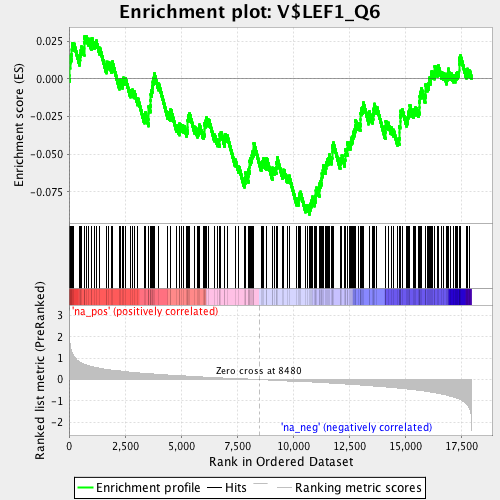 Enrichment plot: V$LEF1_Q6
Enrichment score (ES)
0.025
0.000
-0.025
-0.050
-0.075
'na_pos' (positively correlated)
Ranked list metric (PreRanked)
3
2
1
0
-1
-2
Zero cross at 8480
'na_neg' (negatively correlated)
0
2,500
5,000
7,500
10,000
12,500
15,000
17,500
Rank in Ordered Dataset
Enrichment profile
Hits
Ranking metric scores